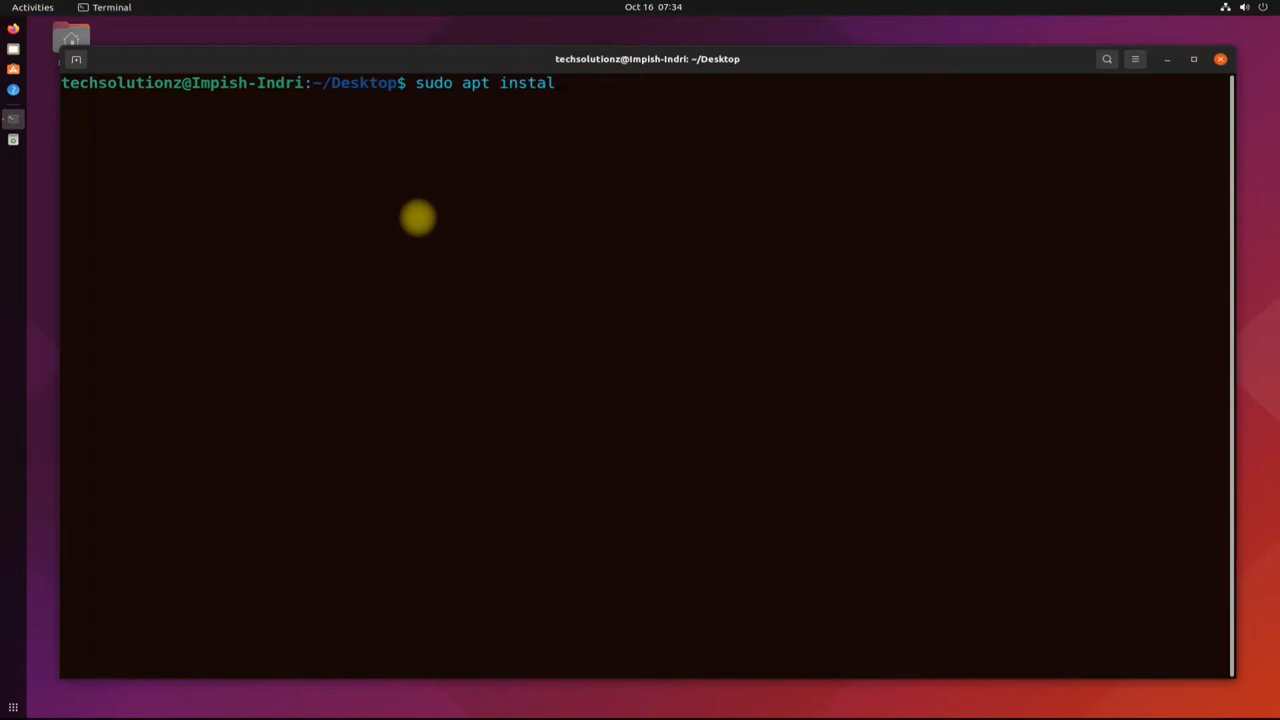 Activities
Terminal
Oct 16 07:34
techsolutionz@Impish-Indri: ~/Desktop
techsolutionz@Impish-Indri:~/Desktop$ sudo apt instal